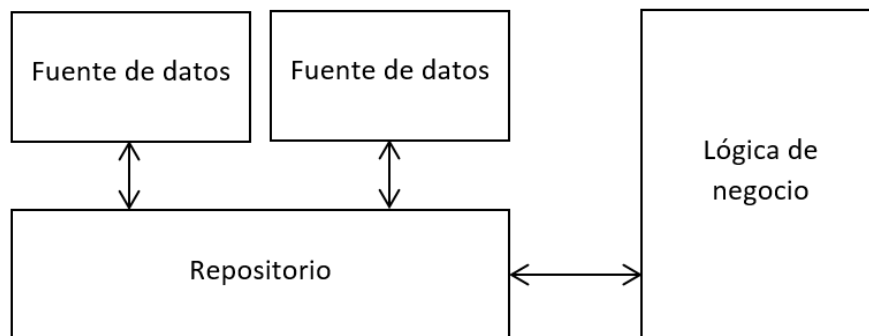 Fuente de datos
Fuente de datos
Lógica de
negocio
Repositorio